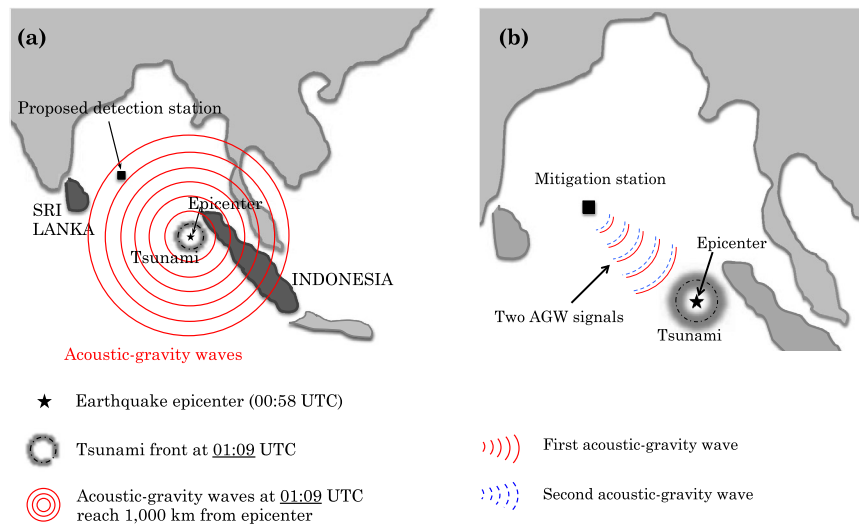 (a)
Proposed detection station
Epicenter
SRI
LANKA
Tsunami
INDONESIA
Acoustic-gravity waves
Earthquake epicenter (00:58 UTC)
Tsunami front at 01:09 UTC
Acoustic-gravity waves at 01:09 UTC
reach 1,000 km from epicenter
(b)
Mitigation station
Epicenter
Two AGW signals
Tsunami
First acoustic-gravity wave
Second acoustic-gravity wave